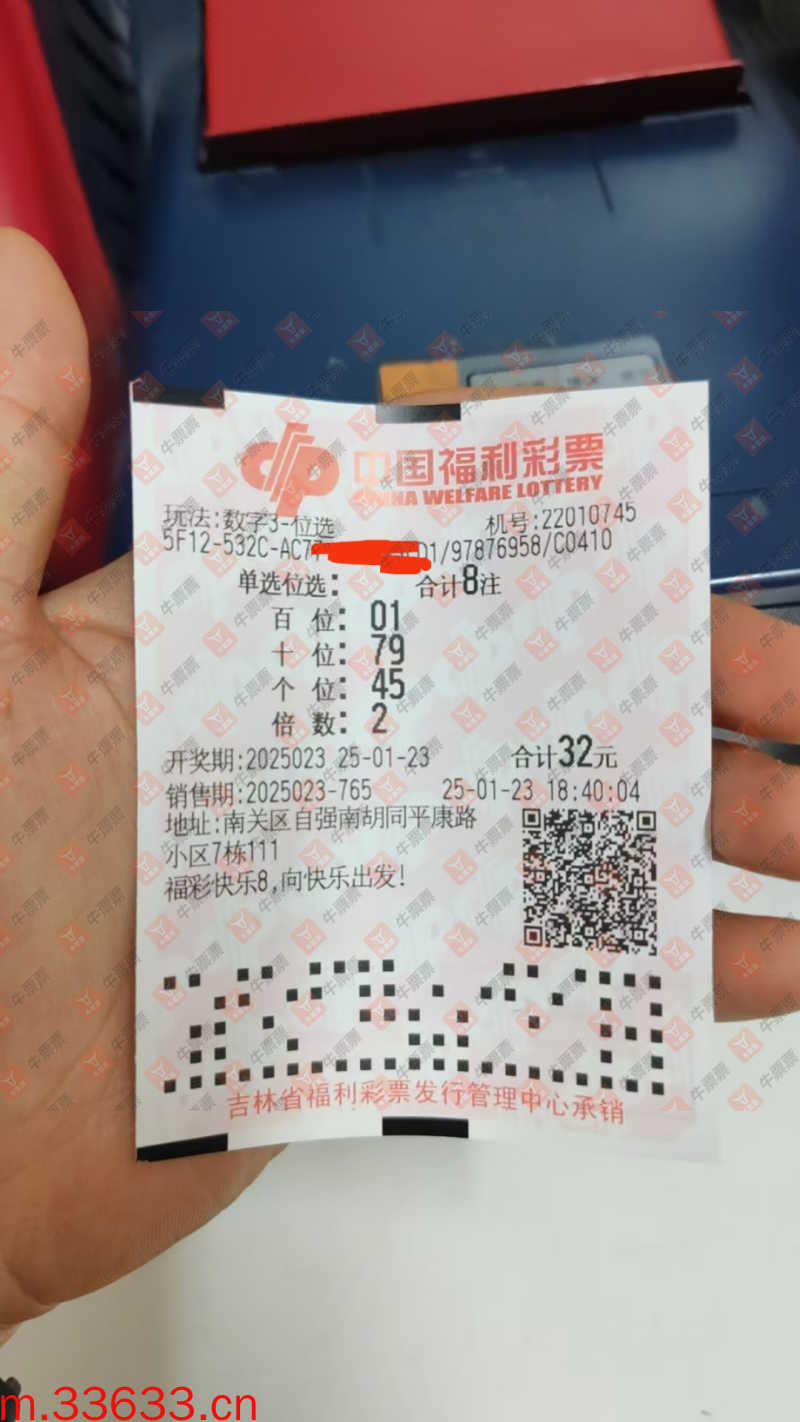 中国福利彩票
CHINA WELFARE LOTTERY
玩法:数字3-位选 机号:22010745
5F12-532C-AC77 D1/97876958/C0410
单选位选: 合计8注
百 位: 01
十 位: 79
个 位: 45
倍 数: 2
开奖期:2025023 25-01-23 合计32元
销售期:2025023-765 25-01-23 18:40:04
地址:南关区自强南胡同平康路
小区7栋111
福彩快乐8,向快乐出发!
吉林省福利彩票发行管理中心承销
牛票票
m.33633.cn